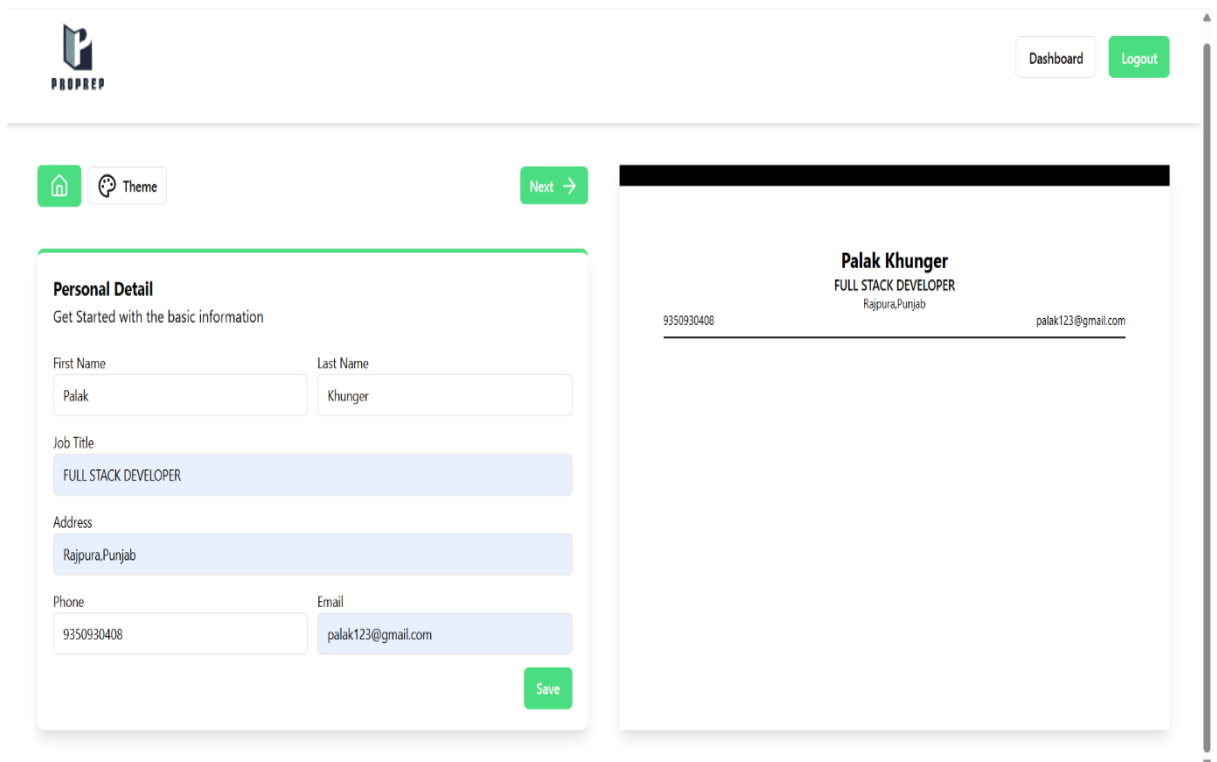 PROPREP
Dashboard
Logout
Theme
Next
Personal Detail
Get Started with the basic information
First Name
Last Name
Palak
Khunger
Job Title
FULL STACK DEVELOPER
Address
Rajpura,Punjab
Phone
Email
9350930408
palak123@gmail.com
Save
Palak Khunger
FULL STACK DEVELOPER
Rajpura,Punjab
9350930408
palak123@gmail.com